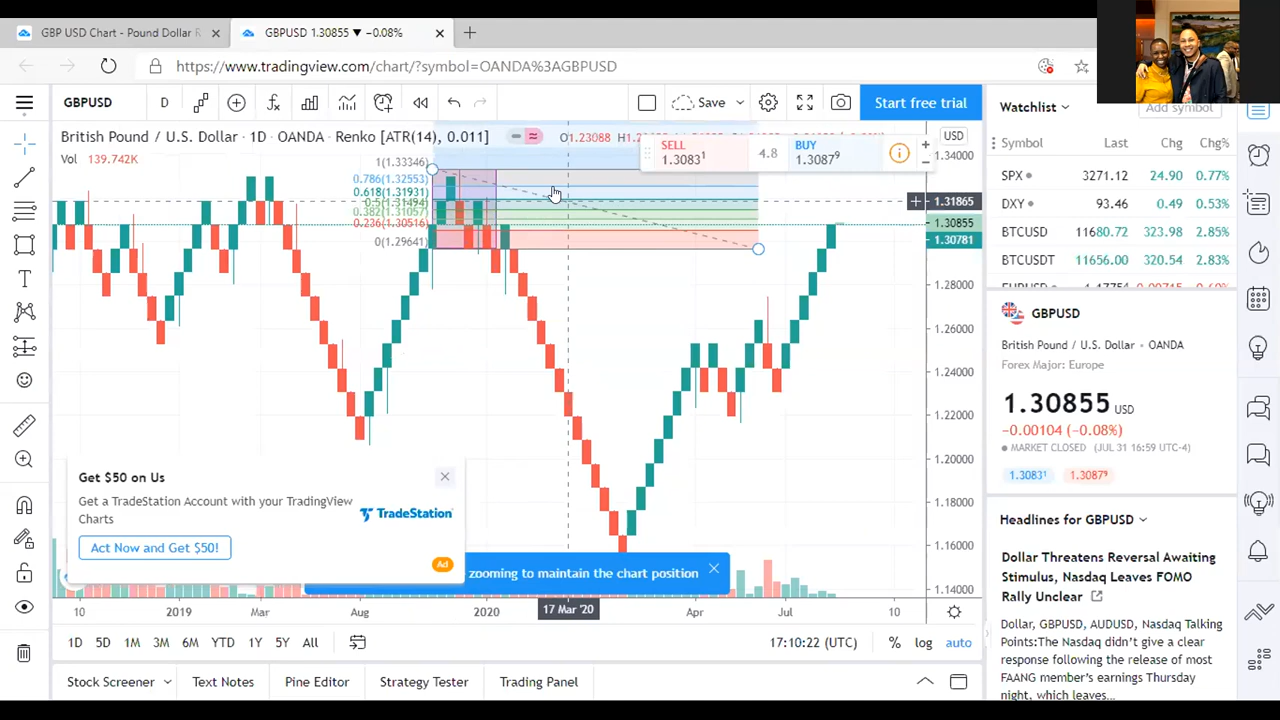 GBP USD Chart - Pound Dollar R
GBPUSD 1.30855 ▼ −0.08%
https://www.tradingview.com/chart/?symbol=OANDA%3AGBPUSD
GBPUSD D Save Start free trial
British Pound / U.S. Dollar · 1D · OANDA · Renko [ATR(14), 0.011]
O1.23088
Vol 139.742K
SELL
1.3083¹
4.8
BUY
1.3087⁹
USD
1(1.33346)
0.786(1.32553)
0.618(1.31931)
0.5(1.31494)
0.382(1.31057)
0.236(1.30516)
0(1.29641)
1.34000
1.31865
1.30855
1.30781
1.28000
1.26000
1.24000
1.22000
1.20000
1.18000
1.16000
1.14000
Get $50 on Us
Get a TradeStation Account with your TradingView
Charts
TradeStation
Act Now and Get $50!
Ad
zooming to maintain the chart position
10 2019 Mar Aug 2020 17 Mar '20 Apr Jul 10
1D 5D 1M 3M 6M YTD 1Y 5Y All
17:10:22 (UTC) % log auto
Stock Screener Text Notes Pine Editor Strategy Tester Trading Panel
Watchlist
Add symbol
Symbol Last Chg Chg%
SPX 3271.12 24.90 0.77%
DXY 93.46 0.49 0.53%
BTCUSD 11680.72 323.98 2.85%
BTCUSDT 11656.00 320.54 2.83%
GBPUSD
British Pound / U.S. Dollar · OANDA
Forex Major: Europe
1.30855 USD
−0.00104 (−0.08%)
MARKET CLOSED (JUL 31 16:59 UTC-4)
1.3083¹ 1.3087⁹
Headlines for GBPUSD
Dollar Threatens Reversal Awaiting
Stimulus, Nasdaq Leaves FOMO
Rally Unclear
Dollar, GBPUSD, AUDUSD, Nasdaq Talking
Points:The Nasdaq didn't give a clear
response following the release of most
FAANG member's earnings Thursday
night, which leaves...